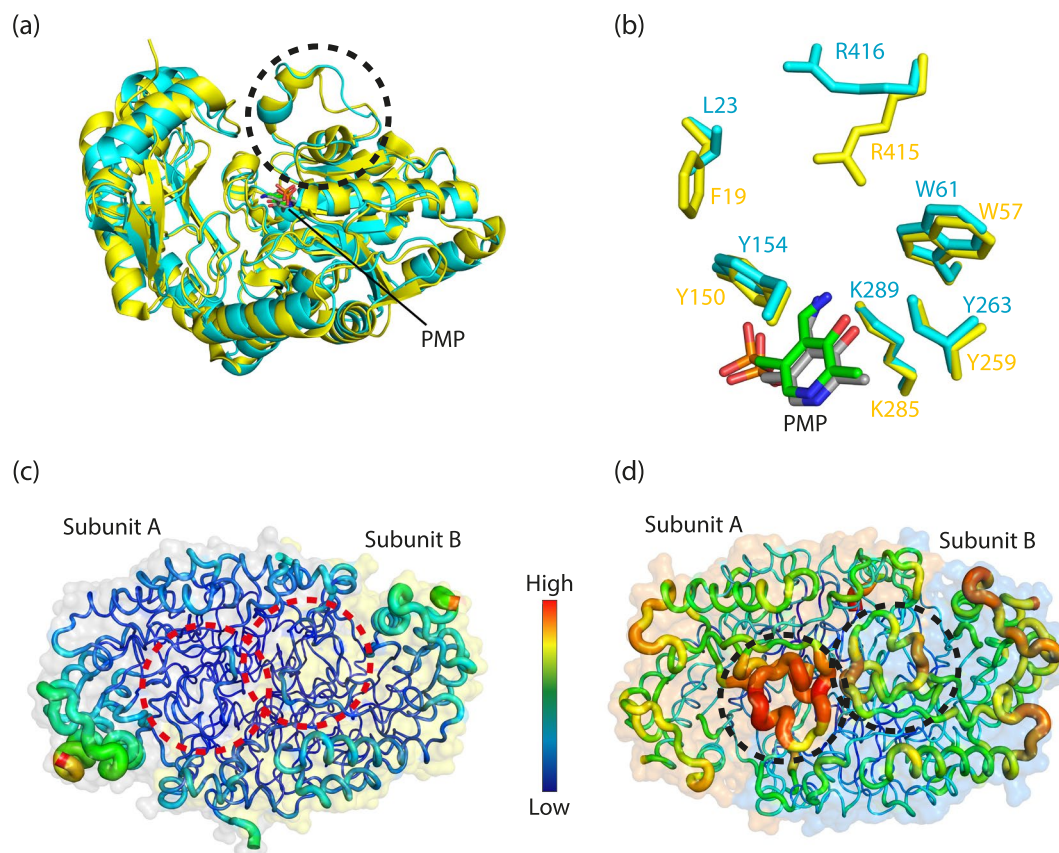 (a)
PMP
(b)
R416
L23
R415
F19
W61
W57
Y154
K289
Y263
Y150
Y259
K285
PMP
(c)
Subunit A
Subunit B
High
Low
(d)
Subunit A
Subunit B